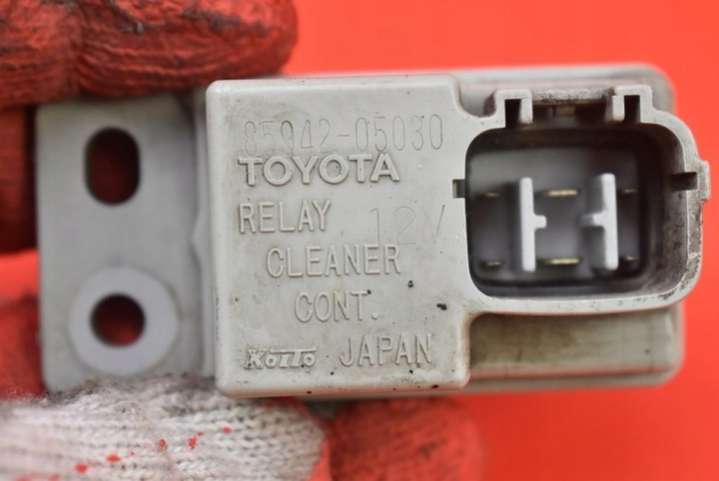 85942-05030
TOYOTA
RELAY 12V
CLEANER
CONT.
KOITO JAPAN